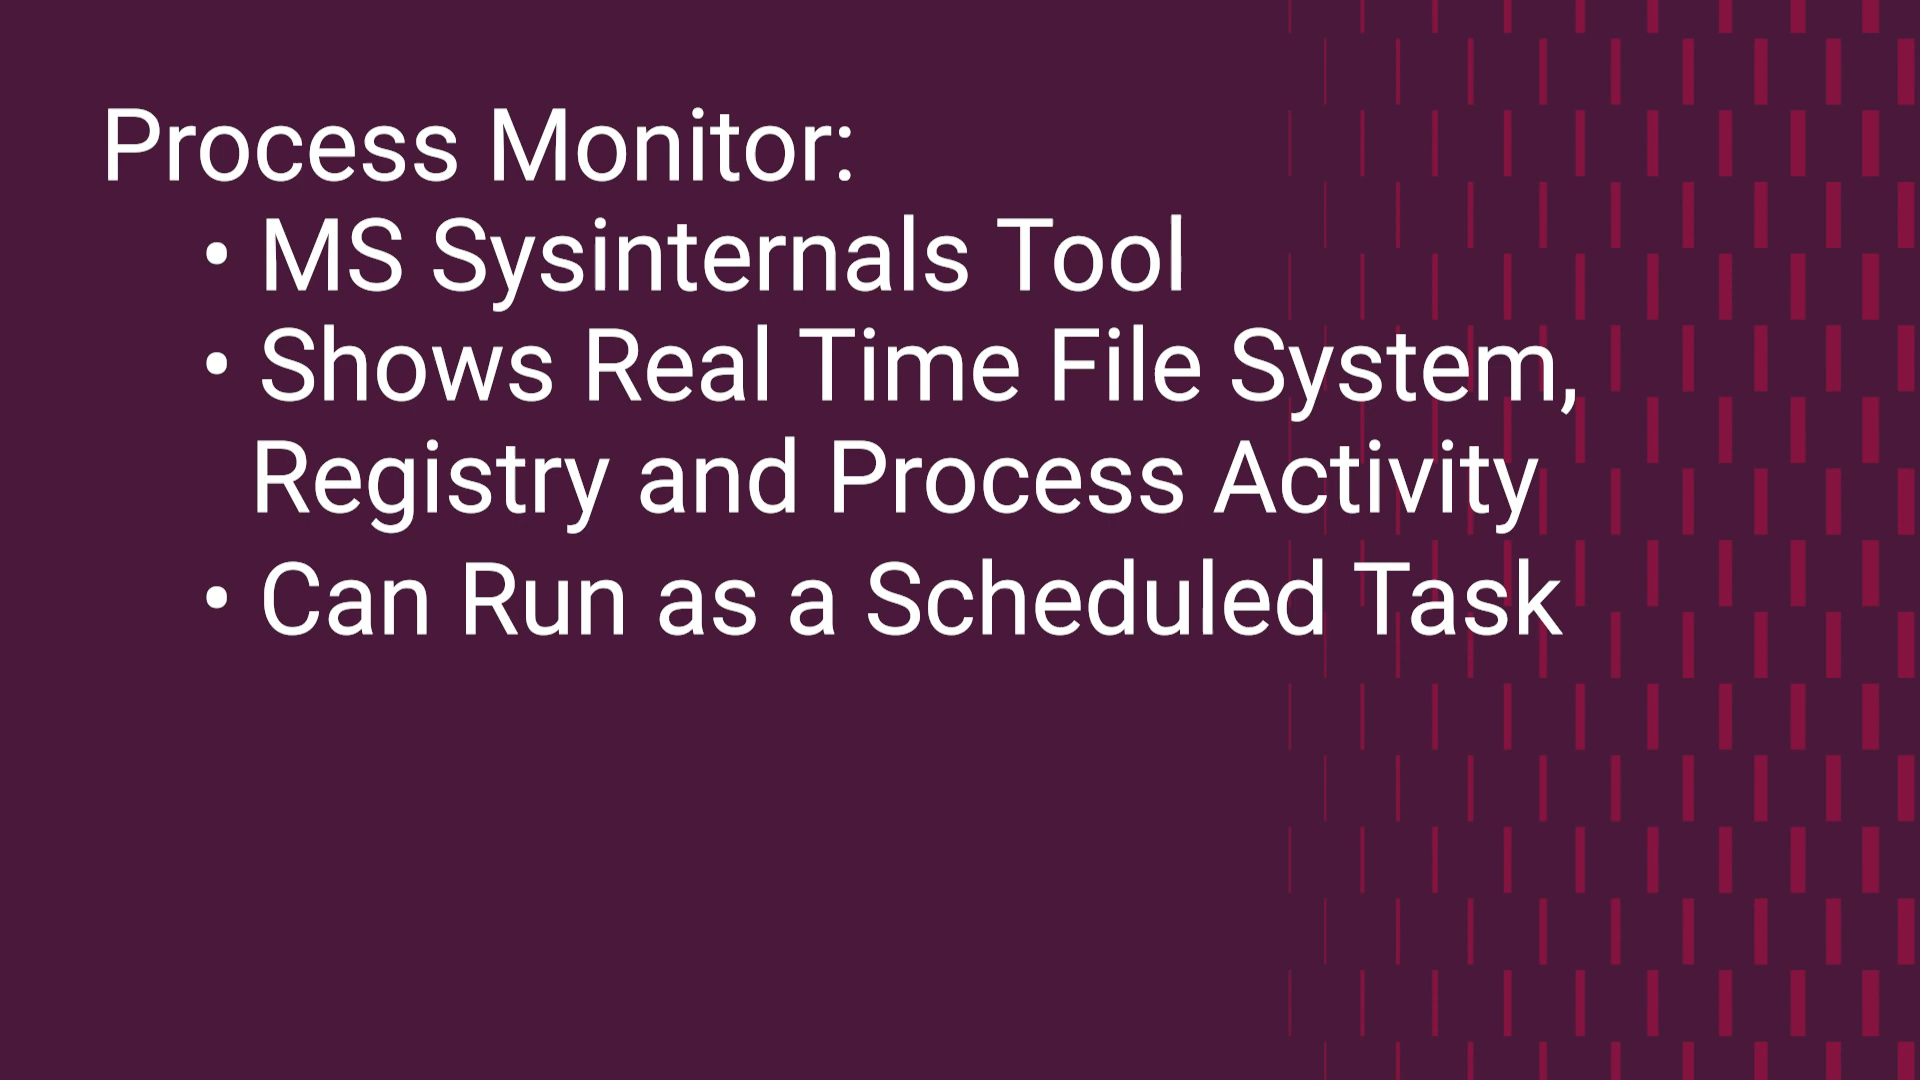 Process Monitor:
• MS Sysinternals Tool
• Shows Real Time File System,
Registry and Process Activity
• Can Run as a Scheduled Task